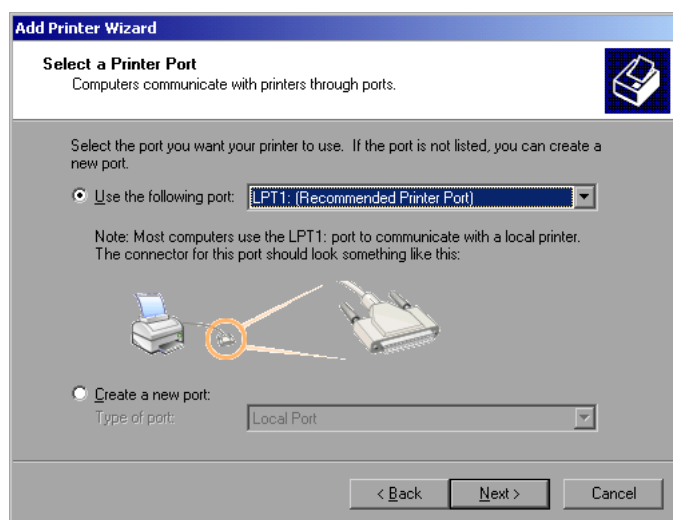 Add Printer Wizard
Select a Printer Port
Computers communicate with printers through ports.
Select the port you want your printer to use. If the port is not listed, you can create a
new port.
Use the following port: LPT1: (Recommended Printer Port)
Note: Most computers use the LPT1: port to communicate with a local printer.
The connector for this port should look something like this:
Create a new port:
Type of port: Local Port
< Back Next > Cancel